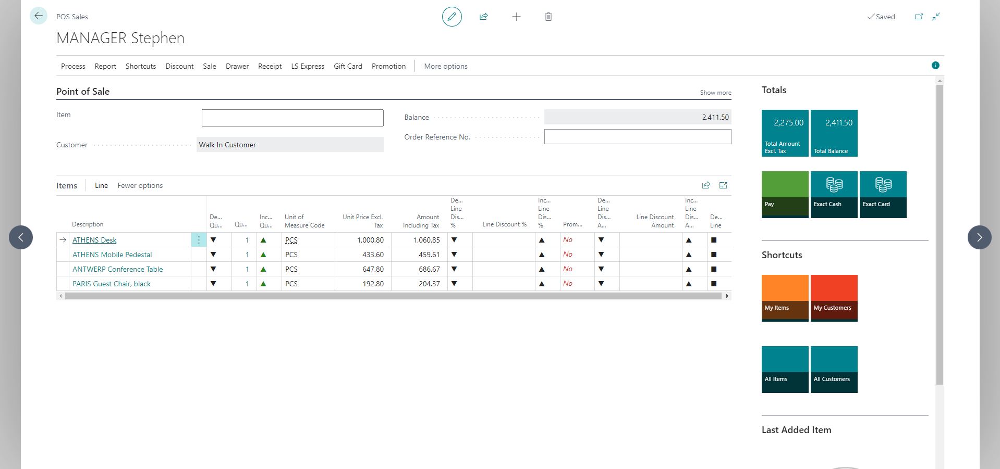 POS Sales
Saved
MANAGER Stephen
Process Report Shortcuts Discount Sale Drawer Receipt LS Express Gift Card Promotion More options
Point of Sale
Show more
Item
Customer
Walk In Customer
Balance
2,411.50
Order Reference No.
Items Line Fewer options
Description
De...
Qu...
Qu...
Inc...
Qu...
Unit of
Measure Code
Unit Price Excl.
Tax
Amount
Including Tax
De...
Line
Dis...
%
Line Discount %
Inc...
Line
Dis...
%
Prom...
De...
Line
Dis...
A...
Line Discount
Amount
Inc...
Line
Dis...
A...
De...
Line
ATHENS Desk 1 PCS 1,000.80 1,060.85 No
ATHENS Mobile Pedestal 1 PCS 433.60 459.61 No
ANTWERP Conference Table 1 PCS 647.80 686.67 No
PARIS Guest Chair, black 1 PCS 192.80 204.37 No
Totals
2,275.00
Total Amount
Excl. Tax
2,411.50
Total Balance
Pay
Exact Cash
Exact Card
Shortcuts
My Items
My Customers
All Items
All Customers
Last Added Item